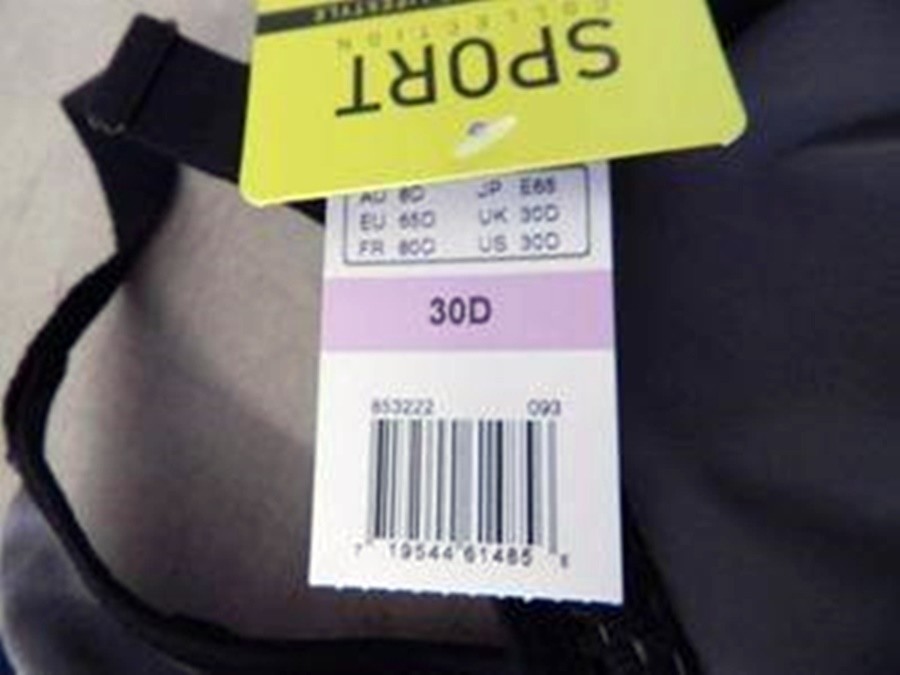 LIFESTYLE
COLLECTION
SPORT
AU 8D JP E65
EU 65D UK 30D
FR 80D US 30D
30D
853222 093
7 19544 61485 8